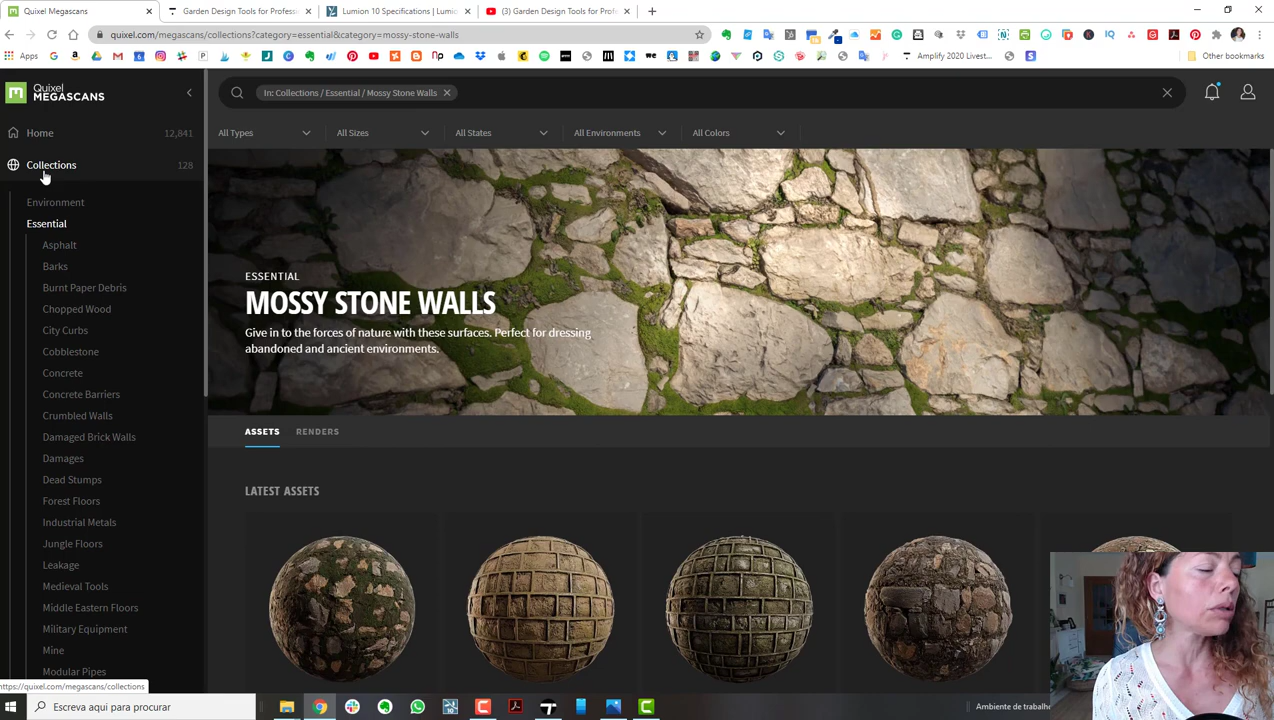 Quixel Megascans
Garden Design Tools for Professi
Lumion 10 Specifications | Lumi
(3) Garden Design Tools for Prof
quixel.com/megascans/collections?category=essential&category=mossy-stone-walls
Apps
Amplify 2020 Livest...
Other bookmarks
Quixel
MEGASCANS
In: Collections / Essential / Mossy Stone Walls
Home
12,841
All Types
All Sizes
All States
All Environments
All Colors
Collections
128
Environment
Essential
Asphalt
Barks
Burnt Paper Debris
Chopped Wood
City Curbs
Cobblestone
Concrete
Concrete Barriers
Crumbled Walls
Damaged Brick Walls
Damages
Dead Stumps
Forest Floors
Industrial Metals
Jungle Floors
Leakage
Medieval Tools
Middle Eastern Floors
Military Equipment
Mine
Modular Pipes
ESSENTIAL
MOSSY STONE WALLS
Give in to the forces of nature with these surfaces. Perfect for dressing
abandoned and ancient environments.
ASSETS
RENDERS
LATEST ASSETS
https://quixel.com/megascans/collections
Escreva aqui para procurar
Ambiente de trabalho